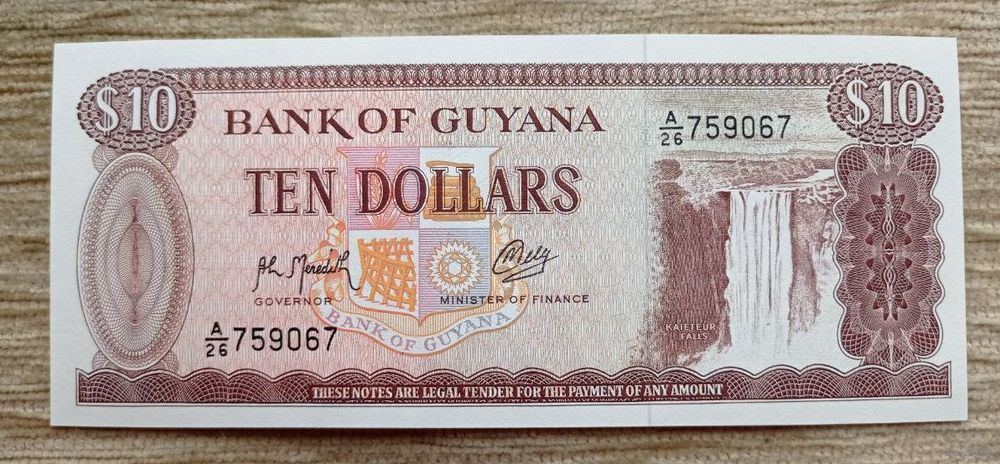 $10
$10
BANK OF GUYANA
A/26 759067
TEN DOLLARS
GOVERNOR
MINISTER OF FINANCE
BANK OF GUYANA
A/26 759067
KAIETEUR
FALLS
THESE NOTES ARE LEGAL TENDER FOR THE PAYMENT OF ANY AMOUNT